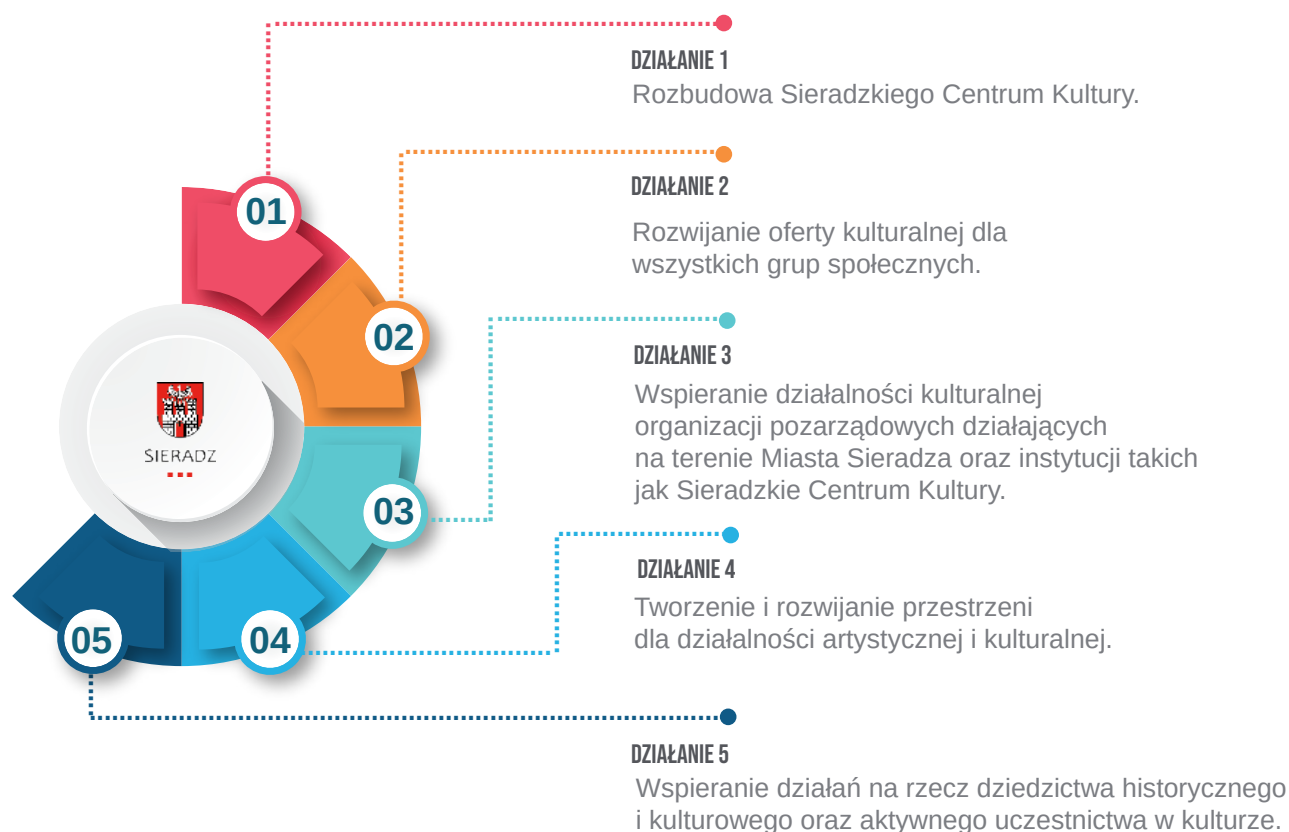 DZIAŁANIE 1
Rozbudowa Sieradzkiego Centrum Kultury.
DZIAŁANIE 2
Rozwijanie oferty kulturalnej dla
wszystkich grup społecznych.
DZIAŁANIE 3
Wspieranie działalności kulturalnej
organizacji pozarządowych działających
na terenie Miasta Sieradza oraz instytucji takich
jak Sieradzkie Centrum Kultury.
DZIAŁANIE 4
Tworzenie i rozwijanie przestrzeni
dla działalności artystycznej i kulturalnej.
DZIAŁANIE 5
Wspieranie działań na rzecz dziedzictwa historycznego
i kulturowego oraz aktywnego uczestnictwa w kulturze.
01
02
03
04
05
SIERADZ